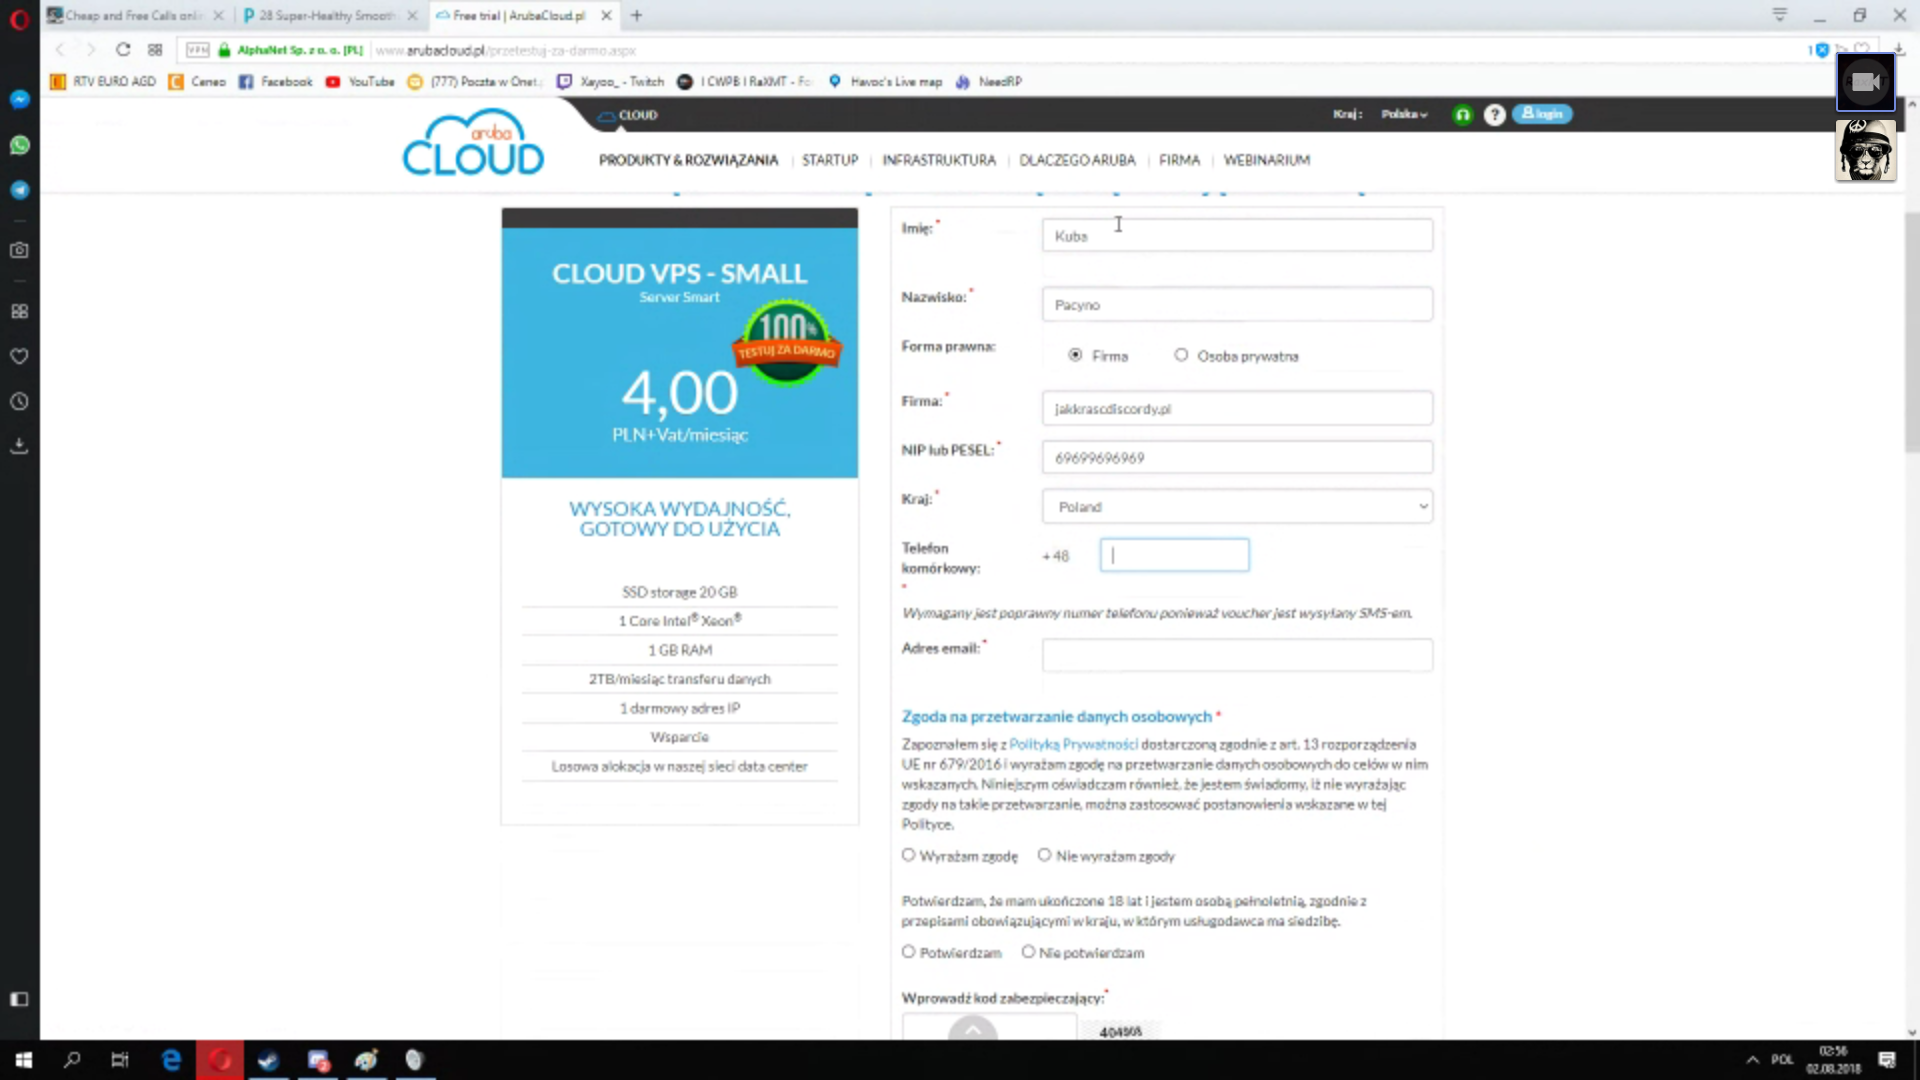 Cheap and Free Calls onli
28 Super-Healthy Smooth
Free trial | ArubaCloud.pl
VPN
AlphaNet Sp. z o. o. [PL]
www.arubacloud.pl/przetestuj-za-darmo.aspx
1
RTV EURO AGD
Ceneo
Facebook
YouTube
(777) Poczta w Onet.
Xayoo_ - Twitch
I CWPB I RaXMT - Fo
Havoc's Live map
NeedRP
aruba
CLOUD
CLOUD
Kraj:
Polska
?
login
PRODUKTY & ROZWIĄZANIA
STARTUP
INFRASTRUKTURA
DLACZEGO ARUBA
FIRMA
WEBINARIUM
CLOUD VPS - SMALL
Server Smart
100%
TESTUJ ZA DARMO
4,00
PLN+Vat/miesiąc
WYSOKA WYDAJNOŚĆ,
GOTOWY DO UŻYCIA
SSD storage 20 GB
1 Core Intel® Xeon®
1 GB RAM
2TB/miesiąc transferu danych
1 darmowy adres IP
Wsparcie
Losowa alokacja w naszej sieci data center
Imię:*
Kuba
Nazwisko:*
Pacyno
Forma prawna:
Firma
Osoba prywatna
Firma:*
jakkrascdiscordy.pl
NIP lub PESEL:*
69699696969
Kraj:*
Poland
Telefon
komórkowy:
*
+ 48
Wymagany jest poprawny numer telefonu ponieważ voucher jest wysyłany SMS-em.
Adres email:*
Zgoda na przetwarzanie danych osobowych *
Zapoznałem się z Polityką Prywatności dostarczoną zgodnie z art. 13 rozporządzenia
UE nr 679/2016 i wyrażam zgodę na przetwarzanie danych osobowych do celów w nim
wskazanych. Niniejszym oświadczam również, że jestem świadomy, iż nie wyrażając
zgody na takie przetwarzanie, można zastosować postanowienia wskazane w tej
Polityce.
Wyrażam zgodę
Nie wyrażam zgody
Potwierdzam, że mam ukończone 18 lat i jestem osobą pełnoletnią, zgodnie z
przepisami obowiązującymi w kraju, w którym usługodawca ma siedzibę.
Potwierdzam
Nie potwierdzam
Wprowadź kod zabezpieczający:*
POL
02:56
02.08.2018